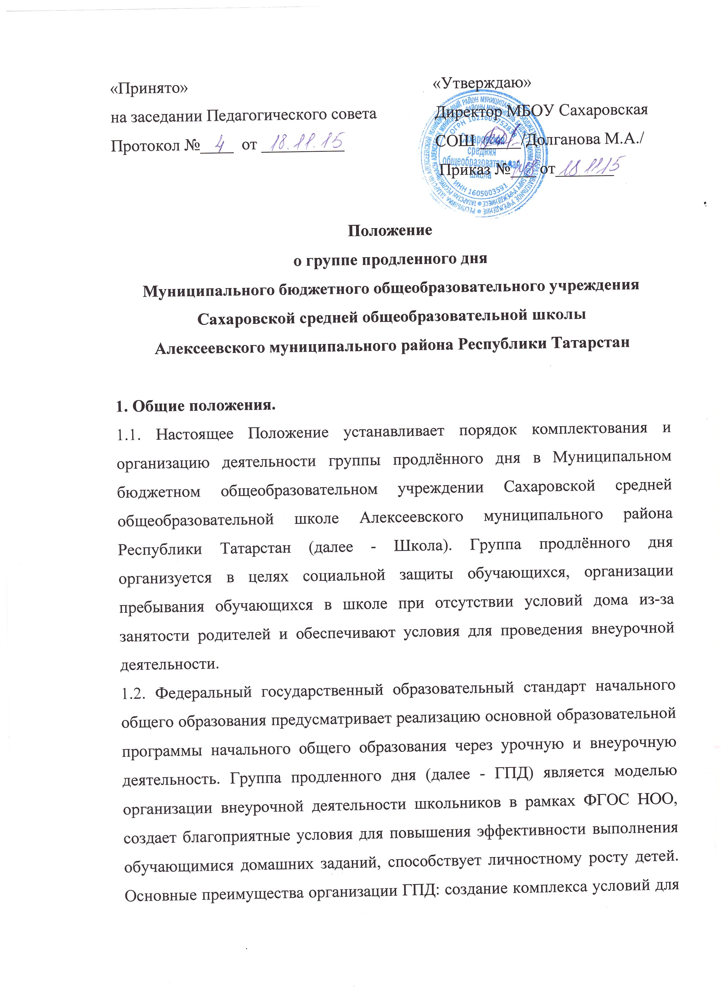 «Принято»
на заседании Педагогического совета
Протокол № 4 от 18.11.15
«Утверждаю»
Директор МБОУ Сахаровская
СОШ /Долганова М.А./
Приказ № от 18 11 15
ИНН 1605003591
Сахаровская
средняя
общеобразовательная
школа
Положение
о группе продленного дня
Муниципального бюджетного общеобразовательного учреждения
Сахаровской средней общеобразовательной школы
Алексеевского муниципального района Республики Татарстан
1. Общие положения.
1.1. Настоящее Положение устанавливает порядок комплектования и
организацию деятельности группы продлённого дня в Муниципальном
бюджетном общеобразовательном учреждении Сахаровской средней
общеобразовательной школе Алексеевского муниципального района
Республики Татарстан (далее - Школа). Группа продлённого дня
организуется в целях социальной защиты обучающихся, организации
пребывания обучающихся в школе при отсутствии условий дома из-за
занятости родителей и обеспечивают условия для проведения внеурочной
деятельности.
1.2. Федеральный государственный образовательный стандарт начального
общего образования предусматривает реализацию основной образовательной
программы начального общего образования через урочную и внеурочную
деятельность. Группа продленного дня (далее - ГПД) является моделью
организации внеурочной деятельности школьников в рамках ФГОС НОО,
создает благоприятные условия для повышения эффективности выполнения
обучающимися домашних заданий, способствует личностному росту детей.
Основные преимущества организации ГПД: создание комплекса условий для